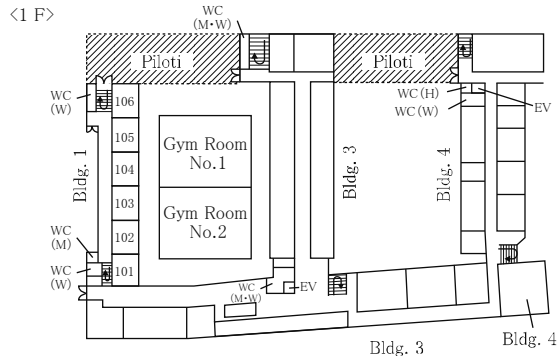 <1 F>
WC
(M·W)
Piloti
Piloti
WC
(W)
106
105
104
103
102
101
Gym Room
No.1
Gym Room
No.2
Bldg. 1
WC
(M)
WC
(W)
WC
(M·W)
EV
Bldg. 3
Bldg. 4
WC(H)
WC(W)
EV
Bldg. 3
Bldg. 4